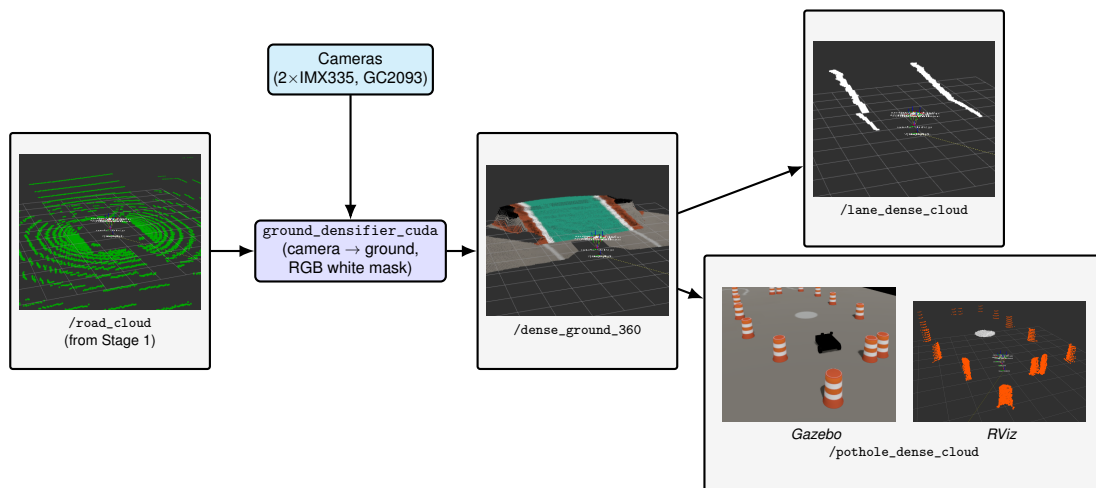 Cameras
(2×IMX335, GC2093)
/road_cloud
(from Stage 1)
ground_densifier_cuda
(camera → ground,
RGB white mask)
/dense_ground_360
/lane_dense_cloud
Gazebo
RViz
/pothole_dense_cloud